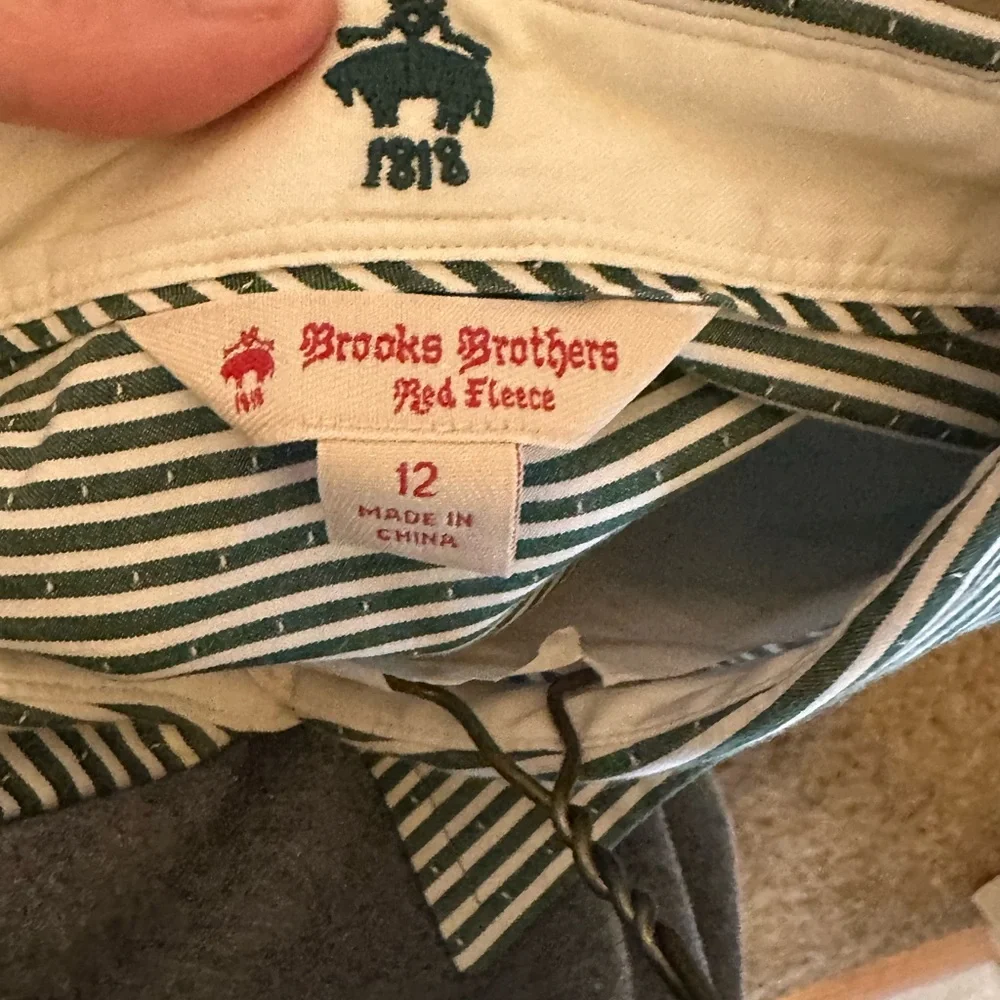 1818
Brooks Brothers
Red Fleece
1818
12
MADE IN
CHINA